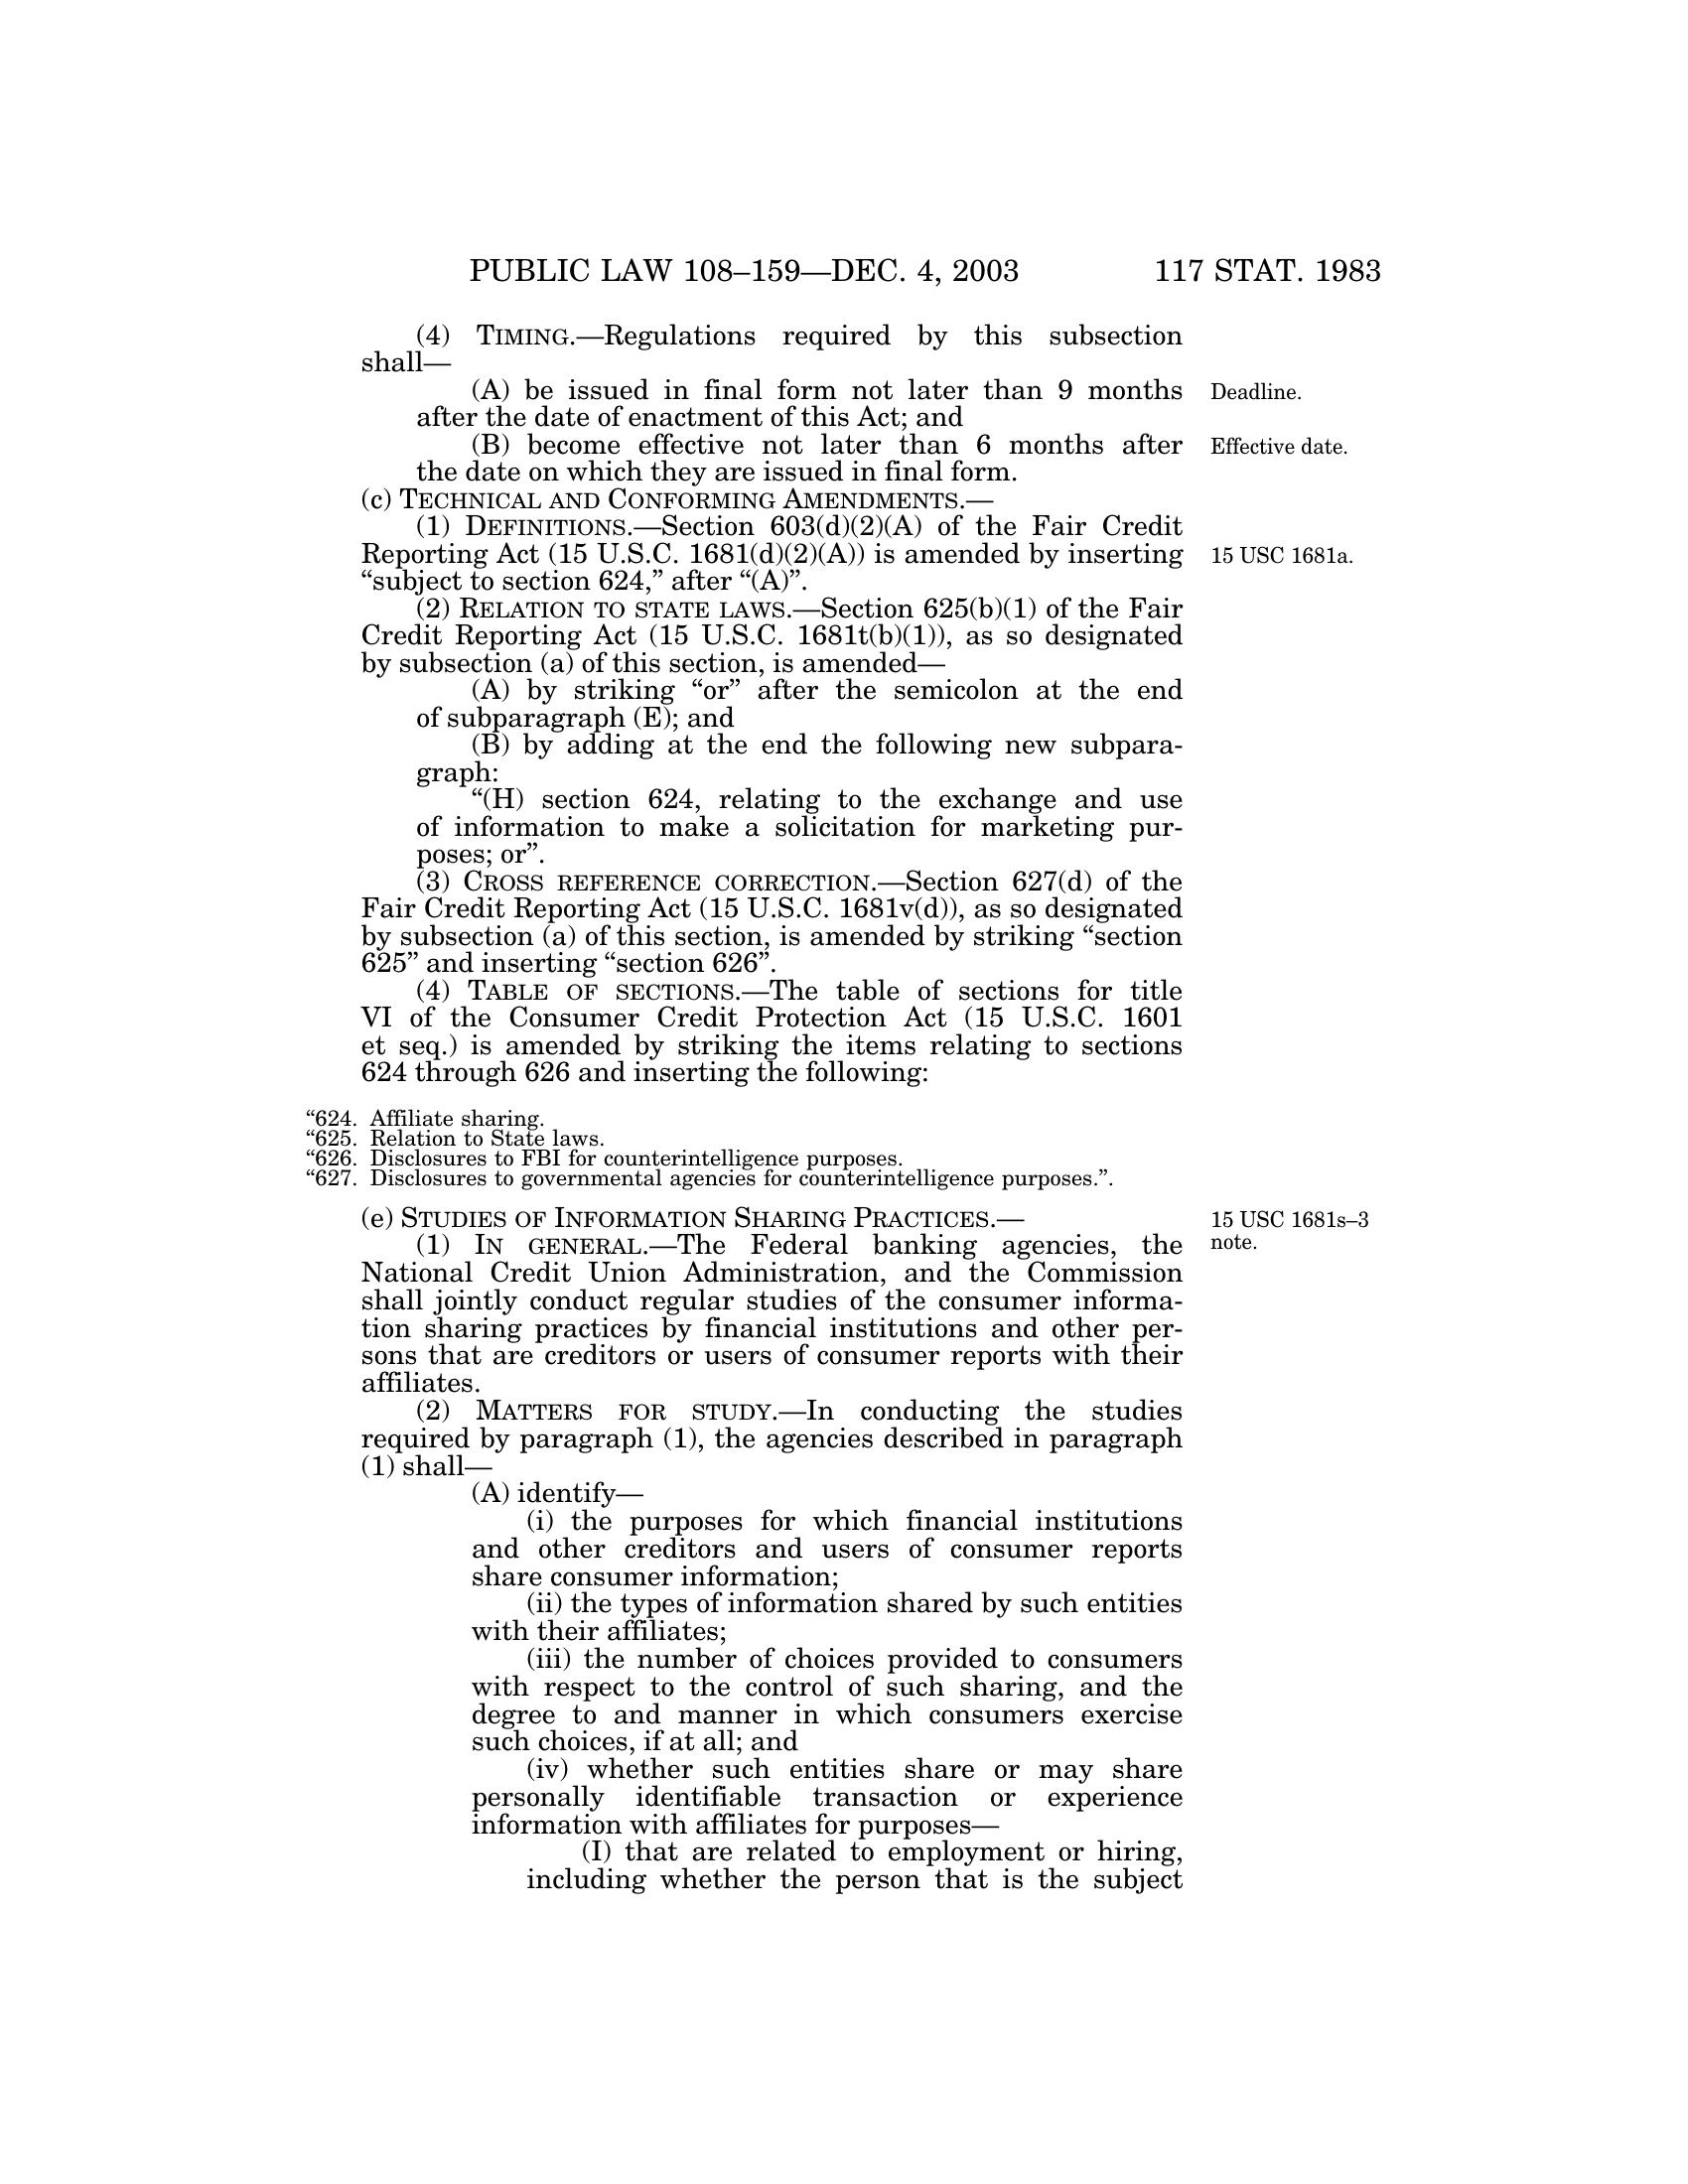 PUBLIC LAW 108–159—DEC. 4, 2003 117 STAT. 1983
(4) TIMING.—Regulations required by this subsection
shall—
(A) be issued in final form not later than 9 months
Deadline.
after the date of enactment of this Act; and
(B) become effective not later than 6 months after
Effective date.
the date on which they are issued in final form.
(c) TECHNICAL AND CONFORMING AMENDMENTS.—
(1) DEFINITIONS.—Section 603(d)(2)(A) of the Fair Credit
Reporting Act (15 U.S.C. 1681(d)(2)(A)) is amended by inserting
15 USC 1681a.
“subject to section 624,” after “(A)”.
(2) RELATION TO STATE LAWS.—Section 625(b)(1) of the Fair
Credit Reporting Act (15 U.S.C. 1681t(b)(1)), as so designated
by subsection (a) of this section, is amended—
(A) by striking “or” after the semicolon at the end
of subparagraph (E); and
(B) by adding at the end the following new subpara-
graph:
“(H) section 624, relating to the exchange and use
of information to make a solicitation for marketing pur-
poses; or”.
(3) CROSS REFERENCE CORRECTION.—Section 627(d) of the
Fair Credit Reporting Act (15 U.S.C. 1681v(d)), as so designated
by subsection (a) of this section, is amended by striking “section
625” and inserting “section 626”.
(4) TABLE OF SECTIONS.—The table of sections for title
VI of the Consumer Credit Protection Act (15 U.S.C. 1601
et seq.) is amended by striking the items relating to sections
624 through 626 and inserting the following:
“624. Affiliate sharing.
“625. Relation to State laws.
“626. Disclosures to FBI for counterintelligence purposes.
“627. Disclosures to governmental agencies for counterintelligence purposes.”.
(e) STUDIES OF INFORMATION SHARING PRACTICES.—
15 USC 1681s–3
note.
(1) IN GENERAL.—The Federal banking agencies, the
National Credit Union Administration, and the Commission
shall jointly conduct regular studies of the consumer informa-
tion sharing practices by financial institutions and other per-
sons that are creditors or users of consumer reports with their
affiliates.
(2) MATTERS FOR STUDY.—In conducting the studies
required by paragraph (1), the agencies described in paragraph
(1) shall—
(A) identify—
(i) the purposes for which financial institutions
and other creditors and users of consumer reports
share consumer information;
(ii) the types of information shared by such entities
with their affiliates;
(iii) the number of choices provided to consumers
with respect to the control of such sharing, and the
degree to and manner in which consumers exercise
such choices, if at all; and
(iv) whether such entities share or may share
personally identifiable transaction or experience
information with affiliates for purposes—
(I) that are related to employment or hiring,
including whether the person that is the subject